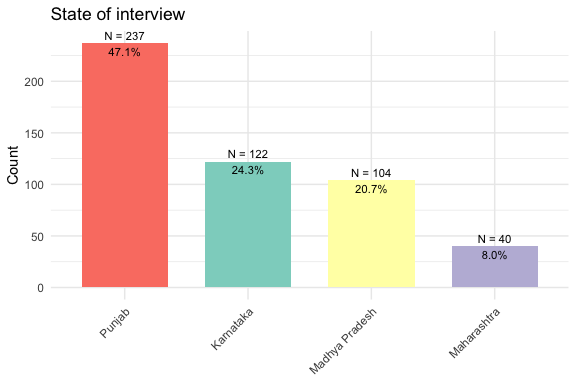 State of interview
Count
200
150
100
50
0
N = 237
47.1%
N = 122
24.3%
N = 104
20.7%
N = 40
8.0%
Punjab
Karnataka
Madhya Pradesh
Maharashtra